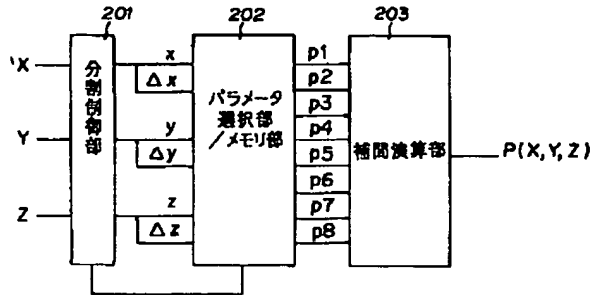 201
202
203
X
Y
Z
分割制御部
x
Δx
y
Δy
z
Δz
パラメータ
選択部
/メモリ部
p1
p2
p3
p4
p5
p6
p7
p8
補間演算部
P(X,Y,Z)